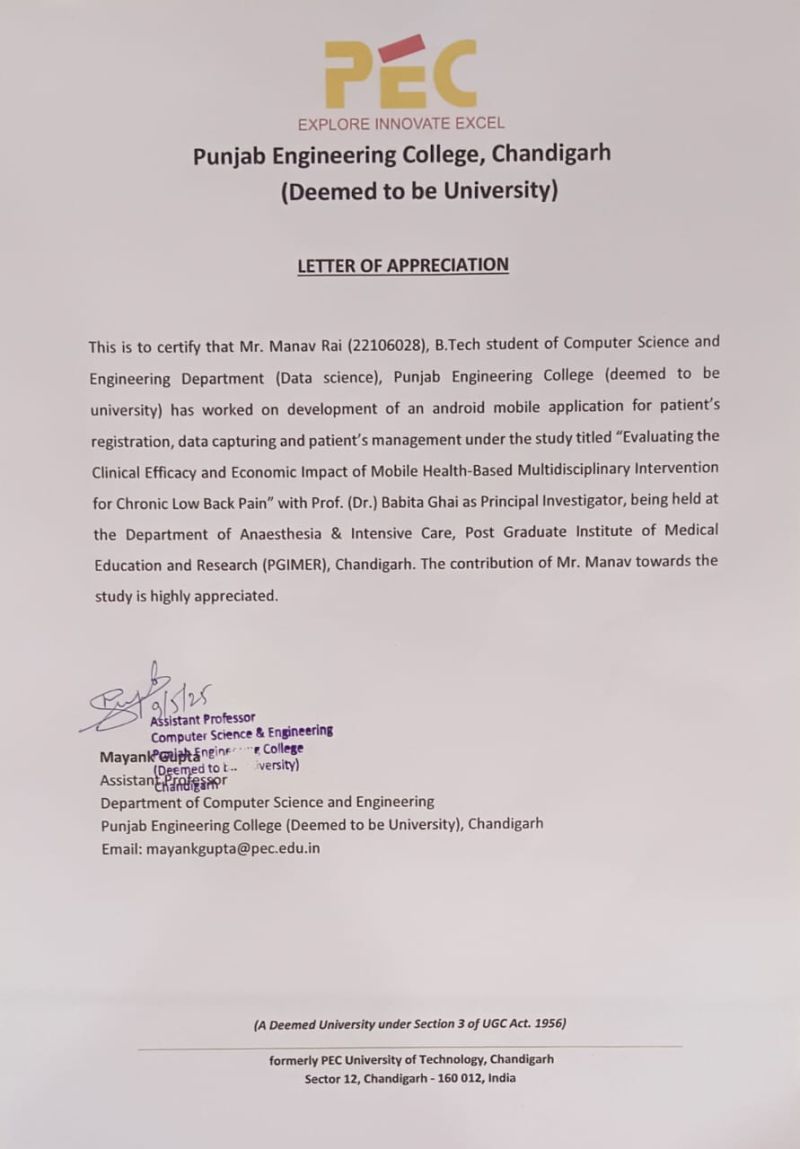 PEC
EXPLORE INNOVATE EXCEL
Punjab Engineering College, Chandigarh
(Deemed to be University)
LETTER OF APPRECIATION
This is to certify that Mr. Manav Rai (22106028), B.Tech student of Computer Science and
Engineering Department (Data science), Punjab Engineering College (deemed to be
university) has worked on development of an android mobile application for patient's
registration, data capturing and patient's management under the study titled “Evaluating the
Clinical Efficacy and Economic Impact of Mobile Health-Based Multidisciplinary Intervention
for Chronic Low Back Pain” with Prof. (Dr.) Babita Ghai as Principal Investigator, being held at
the Department of Anaesthesia & Intensive Care, Post Graduate Institute of Medical
Education and Research (PGIMER), Chandigarh. The contribution of Mr. Manav towards the
study is highly appreciated.
9/5/25
Assistant Professor
Computer Science & Engineering
Punjab College
(Deemed to
Chandigarh
Mayank Gupta
Assistant Professor
Department of Computer Science and Engineering
Punjab Engineering College (Deemed to be University), Chandigarh
Email: mayankgupta@pec.edu.in
(A Deemed University under Section 3 of UGC Act. 1956)
formerly PEC University of Technology, Chandigarh
Sector 12, Chandigarh - 160 012, India